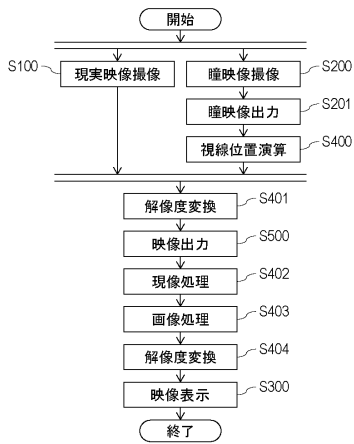 開始
S100 現実映像撮像
瞳映像撮像 S200
瞳映像出力 S201
視線位置演算 S400
解像度変換 S401
映像出力 S500
現像処理 S402
画像処理 S403
解像度変換 S404
映像表示 S300
終了